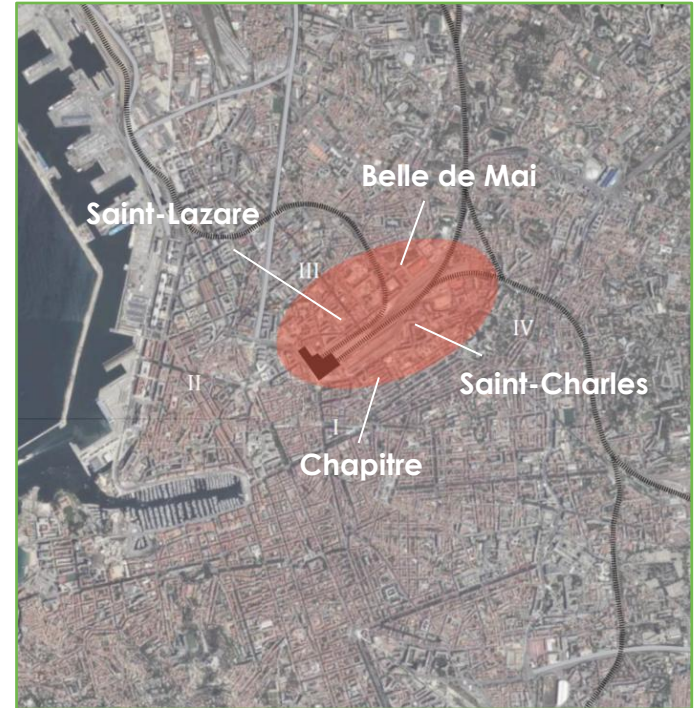 Belle de Mai
Saint-Lazare
III
IV
II
Saint-Charles
I
Chapitre